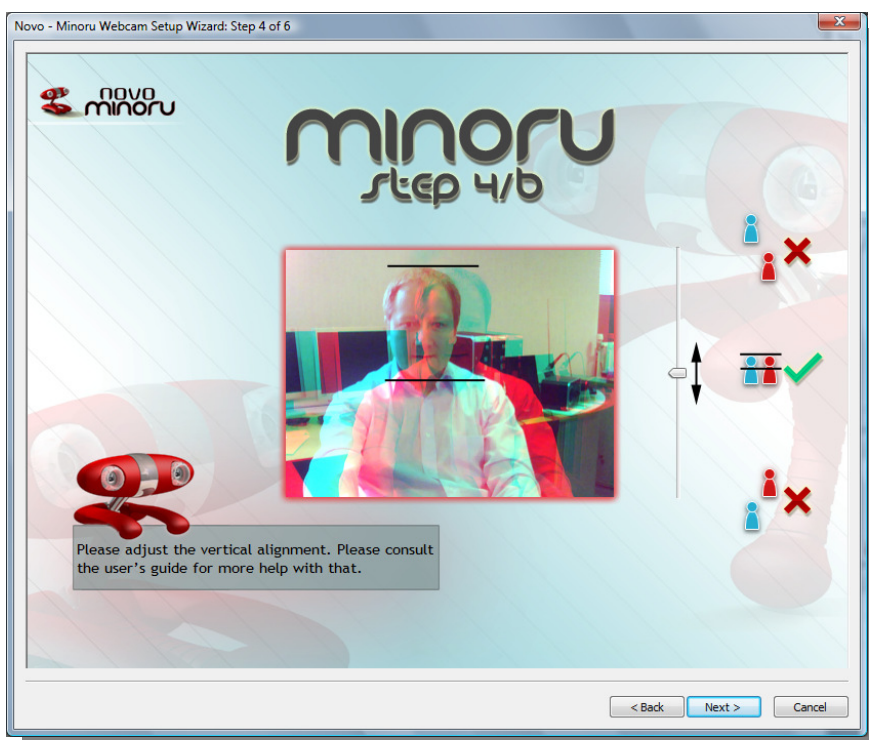 Novo - Minoru Webcam Setup Wizard: Step 4 of 6
novo
minoru
minoru
step 4/b
Please adjust the vertical alignment. Please consult
the user's guide for more help with that.
< Back Next > Cancel